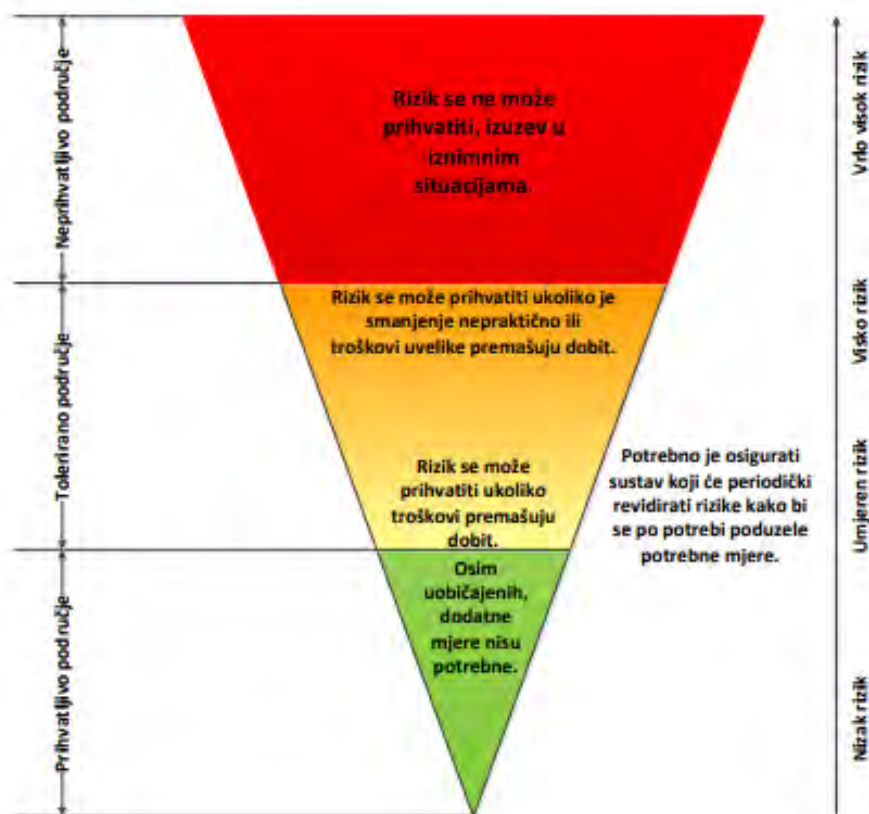 Neprihvatljivo područje
Tolerirano područje
Prihvatljivo područje
Rizik se ne može
prihvatiti, izuzev u
iznimnim
situacijama.
Rizik se može prihvatiti ukoliko je
smanjenje nepraktično ili
troškovi uvelike premašuju dobit.
Rizik se može
prihvatiti ukoliko
troškovi premašuju
dobit.
Osim
uobičajenih,
dodatne
mjere nisu
potrebne.
Potrebno je osigurati
sustav koji će periodički
revidirati rizike kako bi
se po potrebi poduzele
potrebne mjere.
Vrlo visok rizik
Visko rizik
Umjeren rizik
Nizak rizik